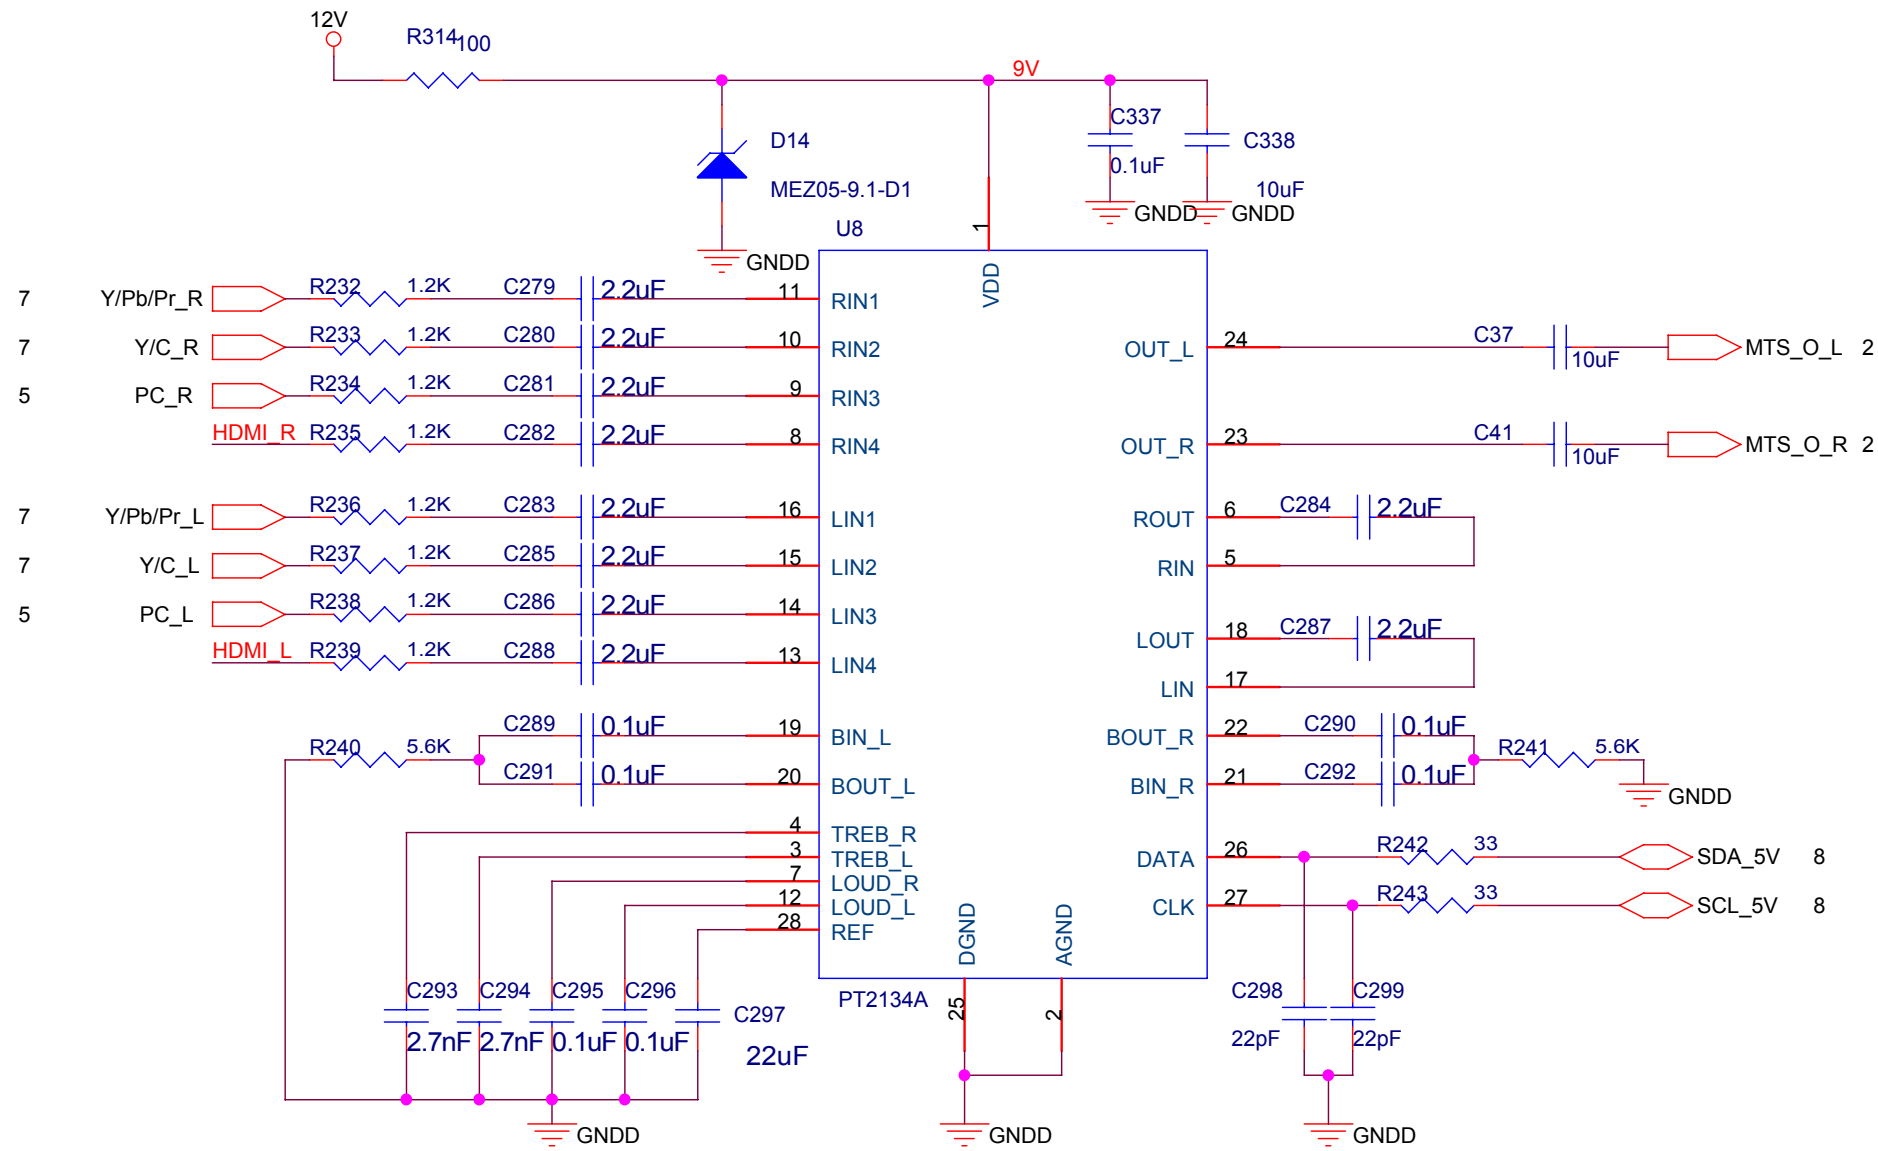 12V
R314 100
9V
C337
0.1uF
C338
10uF
D14
MEZ05-9.1-D1
GNDD GNDD
U8
GNDD
1
VDD
7 Y/Pb/Pr_R R232 1.2K C279 2.2uF 11 RIN1
7 Y/C_R R233 1.2K C280 2.2uF 10 RIN2
5 PC_R R234 1.2K C281 2.2uF 9 RIN3
HDMI_R R235 1.2K C282 2.2uF 8 RIN4
7 Y/Pb/Pr_L R236 1.2K C283 2.2uF 16 LIN1
7 Y/C_L R237 1.2K C285 2.2uF 15 LIN2
5 PC_L R238 1.2K C286 2.2uF 14 LIN3
HDMI_L R239 1.2K C288 2.2uF 13 LIN4
C289 0.1uF 19 BIN_L
R240 5.6K
C291 0.1uF 20 BOUT_L
4 TREB_R
3 TREB_L
7 LOUD_R
12 LOUD_L
28 REF
OUT_L 24 C37 10uF MTS_O_L 2
OUT_R 23 C41 10uF MTS_O_R 2
ROUT 6 C284 2.2uF
RIN 5
LOUT 18 C287 2.2uF
LIN 17
BOUT_R 22 C290 0.1uF
R241 5.6K
BIN_R 21 C292 0.1uF
GNDD
DATA 26 R242 33 SDA_5V 8
CLK 27 R243 33 SCL_5V 8
DGND AGND
25 2
PT2134A
C293 C294 C295 C296 C297
2.7nF 2.7nF 0.1uF 0.1uF 22uF
C298 C299
22pF 22pF
GNDD GNDD GNDD